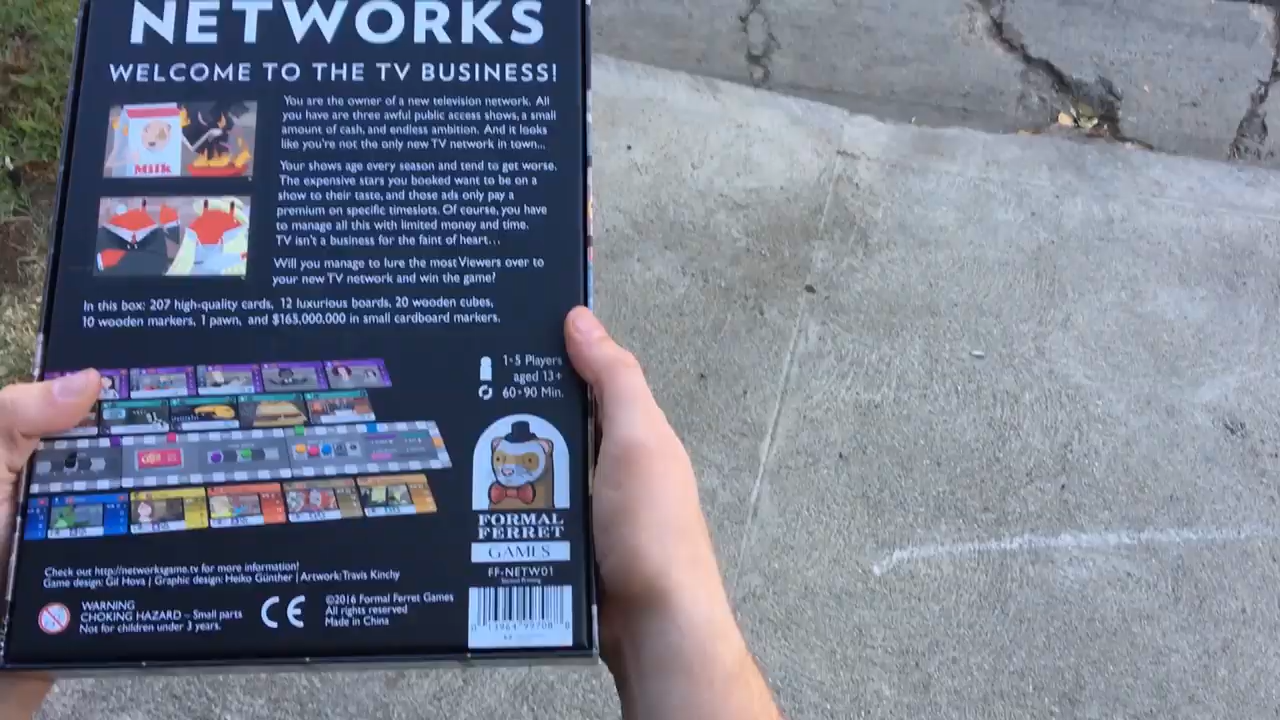 NETWORKS
WELCOME TO THE TV BUSINESS!
You are the owner of a new television network. All
you have are three awful public access shows, a small
amount of cash, and endless ambition. And it looks
like you're not the only new TV network in town...
Your shows age every season and tend to get worse.
The expensive stars you booked want to be on a
show to their taste, and those ads only pay a
premium on specific timeslots. Of course, you have
to manage all this with limited money and time.
TV isn't a business for the faint of heart...
Will you manage to lure the most Viewers over to
your new TV network and win the game?
Milk
In this box: 207 high-quality cards, 12 luxurious boards, 20 wooden cubes,
10 wooden markers, 1 pawn, and $165,000,000 in small cardboard markers.
1-5 Players
aged 13+
60-90 Min.
FORMAL
FERRET
GAMES
FF-NETW01
Second Printing
Check out http://networksgame.tv for more information!
Game design: Gil Hova | Graphic design: Heiko Günther | Artwork: Travis Kinchy
WARNING
CHOKING HAZARD – Small parts
Not for children under 3 years.
CE
©2016 Formal Ferret Games
All rights reserved
Made in China